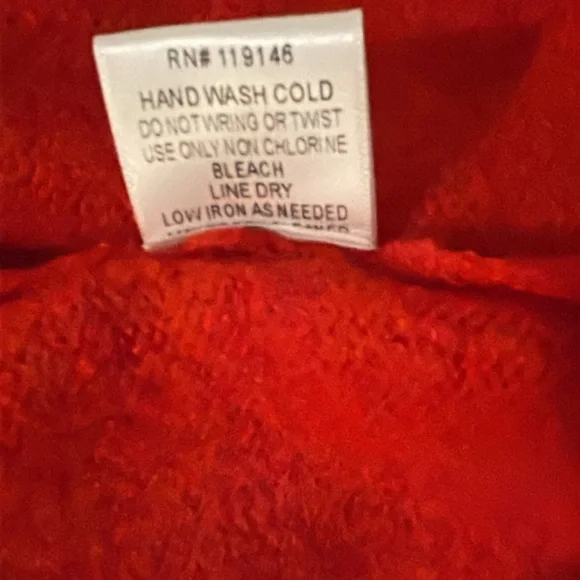 RN# 119146
HAND WASH COLD
DO NOT WRING OR TWIST
USE ONLY NON CHLORINE
BLEACH
LINE DRY
LOW IRON AS NEEDED